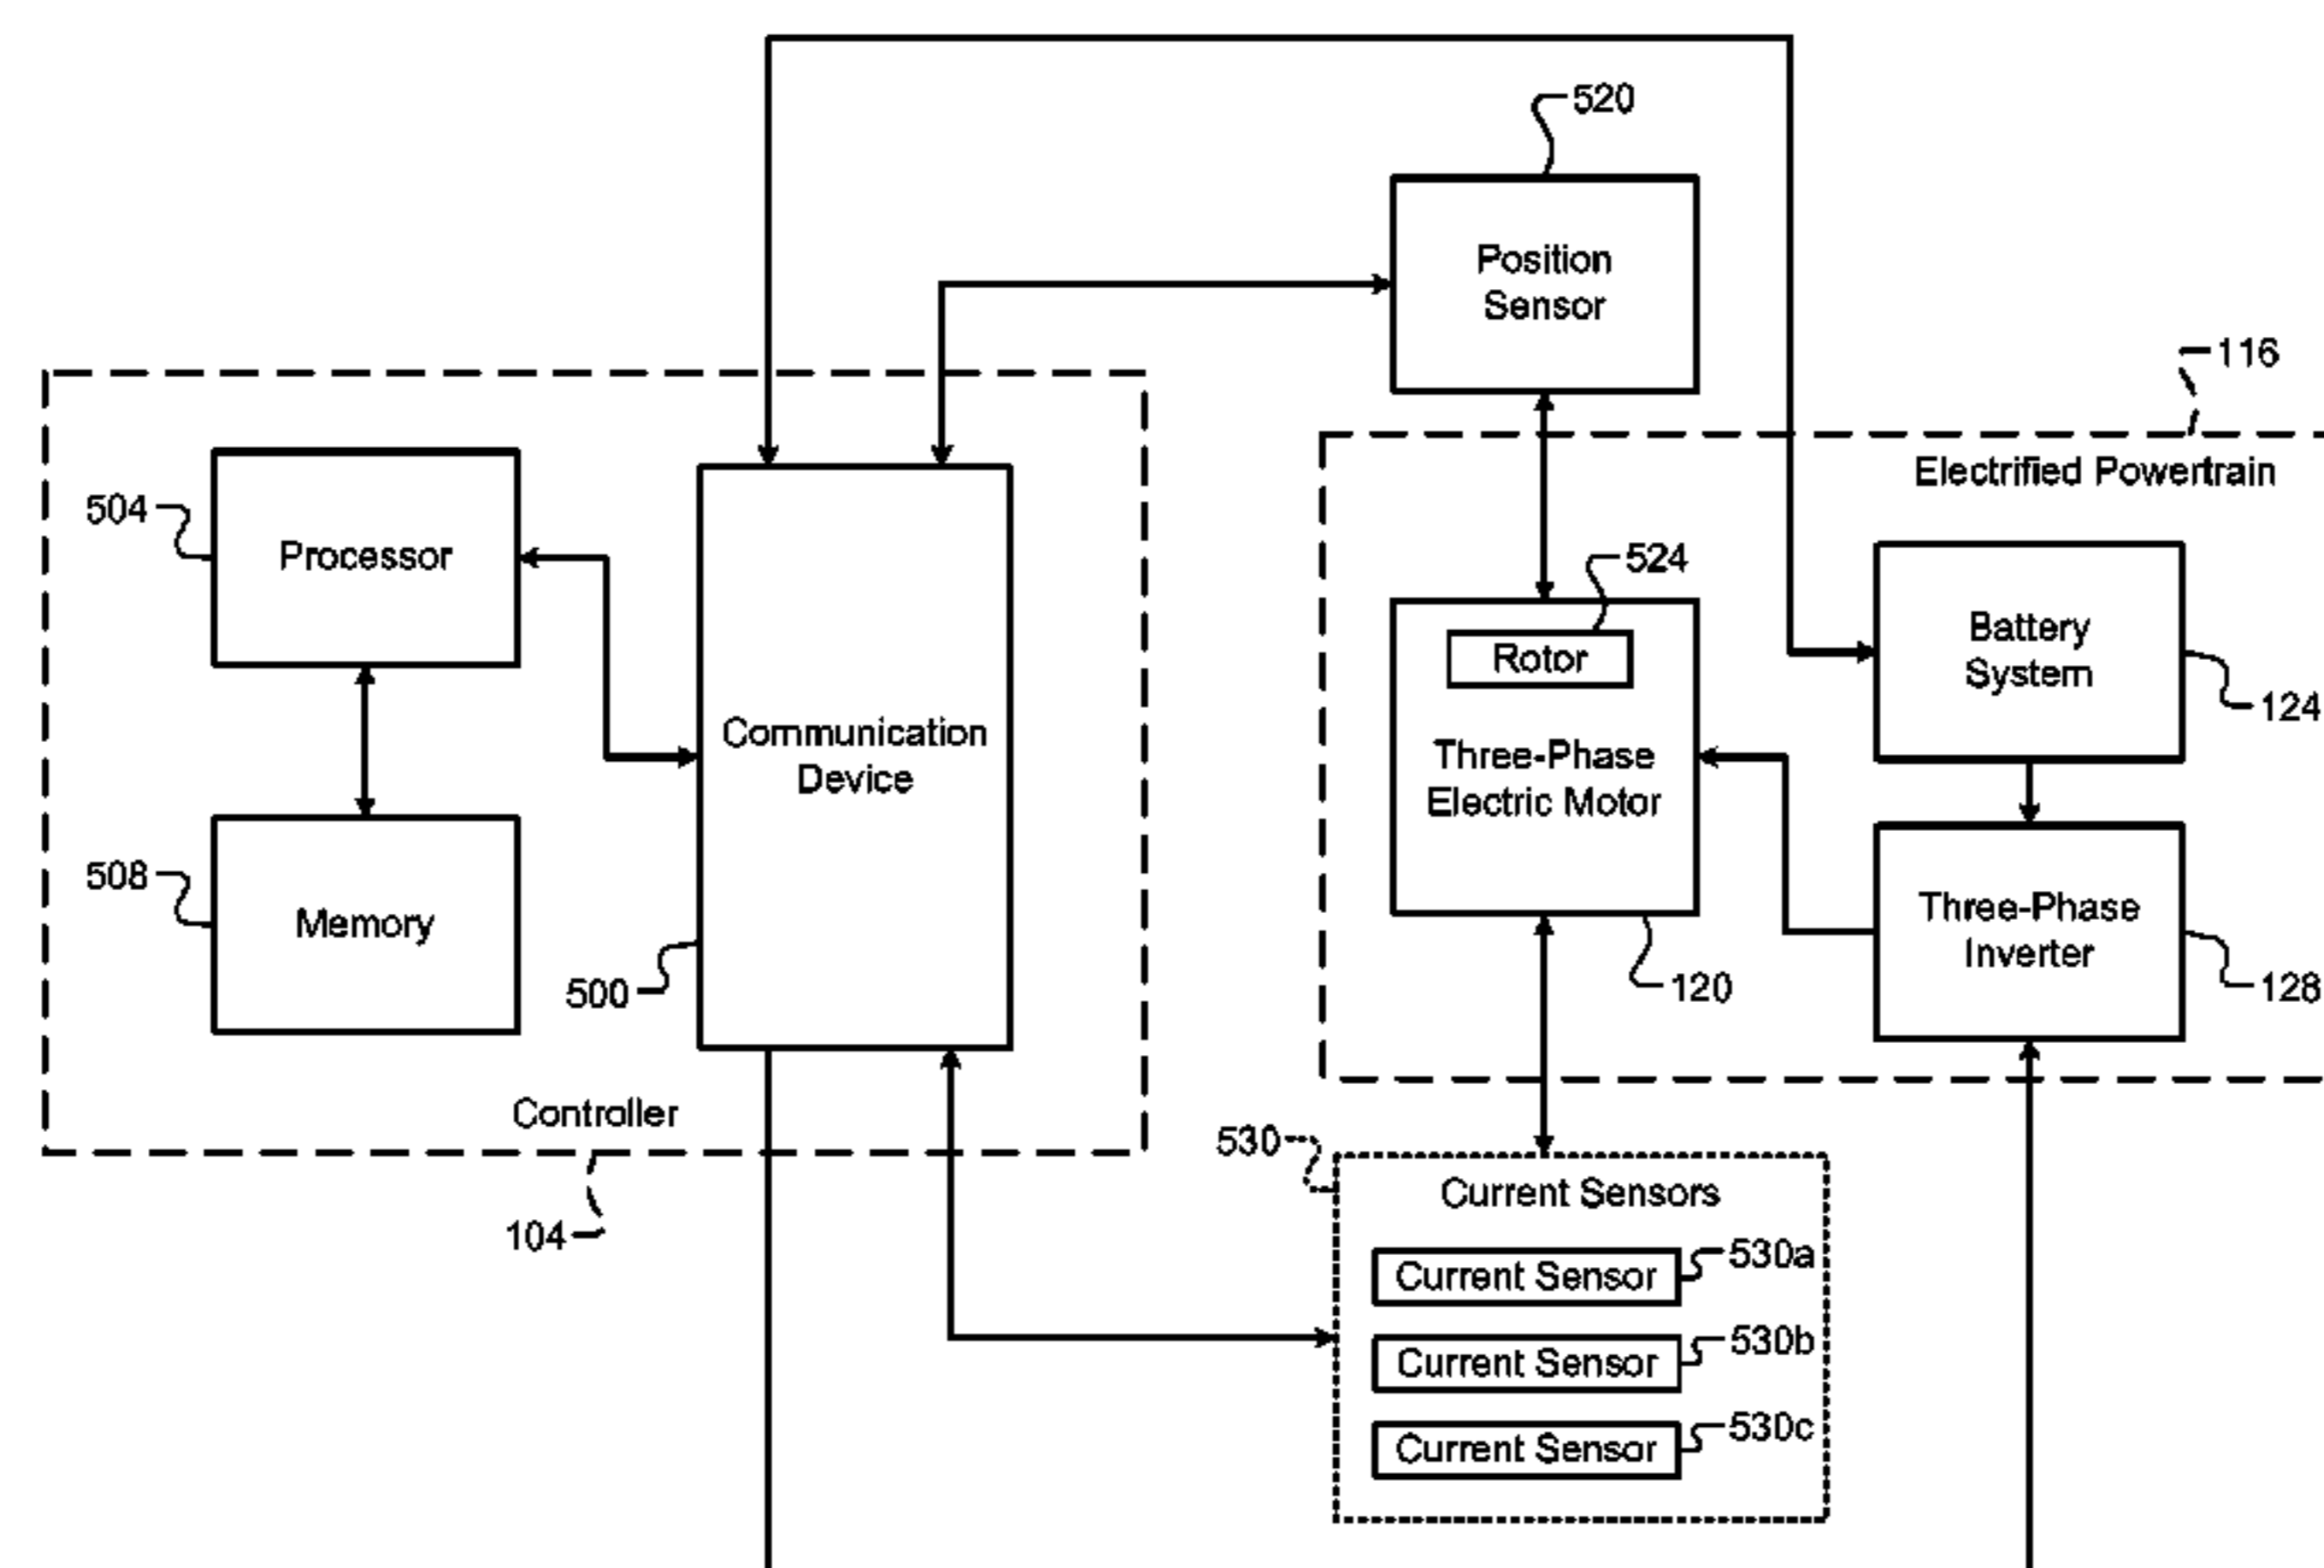 520
Position
Sensor
116
Electrified Powertrain
504
Processor
524
Rotor
Battery
System
124
Communication
Device
Three-Phase
Electric Motor
508
Memory
500
120
Three-Phase
Inverter
128
Controller
104
530
Current Sensors
Current Sensor
530a
Current Sensor
530b
Current Sensor
530c